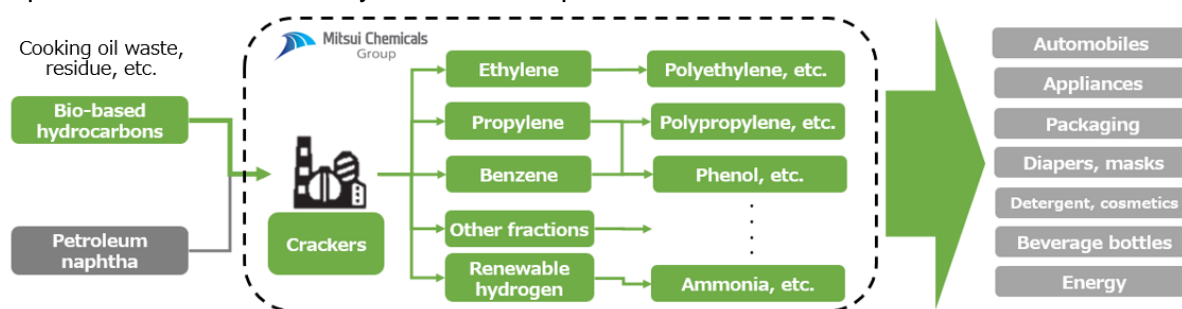 Cooking oil waste,
residue, etc.
Bio-based
hydrocarbons
Petroleum
naphtha
Mitsui Chemicals
Group
Crackers
Ethylene
Propylene
Benzene
Other fractions
Renewable
hydrogen
Polyethylene, etc.
Polypropylene, etc.
Phenol, etc.
Ammonia, etc.
Automobiles
Appliances
Packaging
Diapers, masks
Detergent, cosmetics
Beverage bottles
Energy